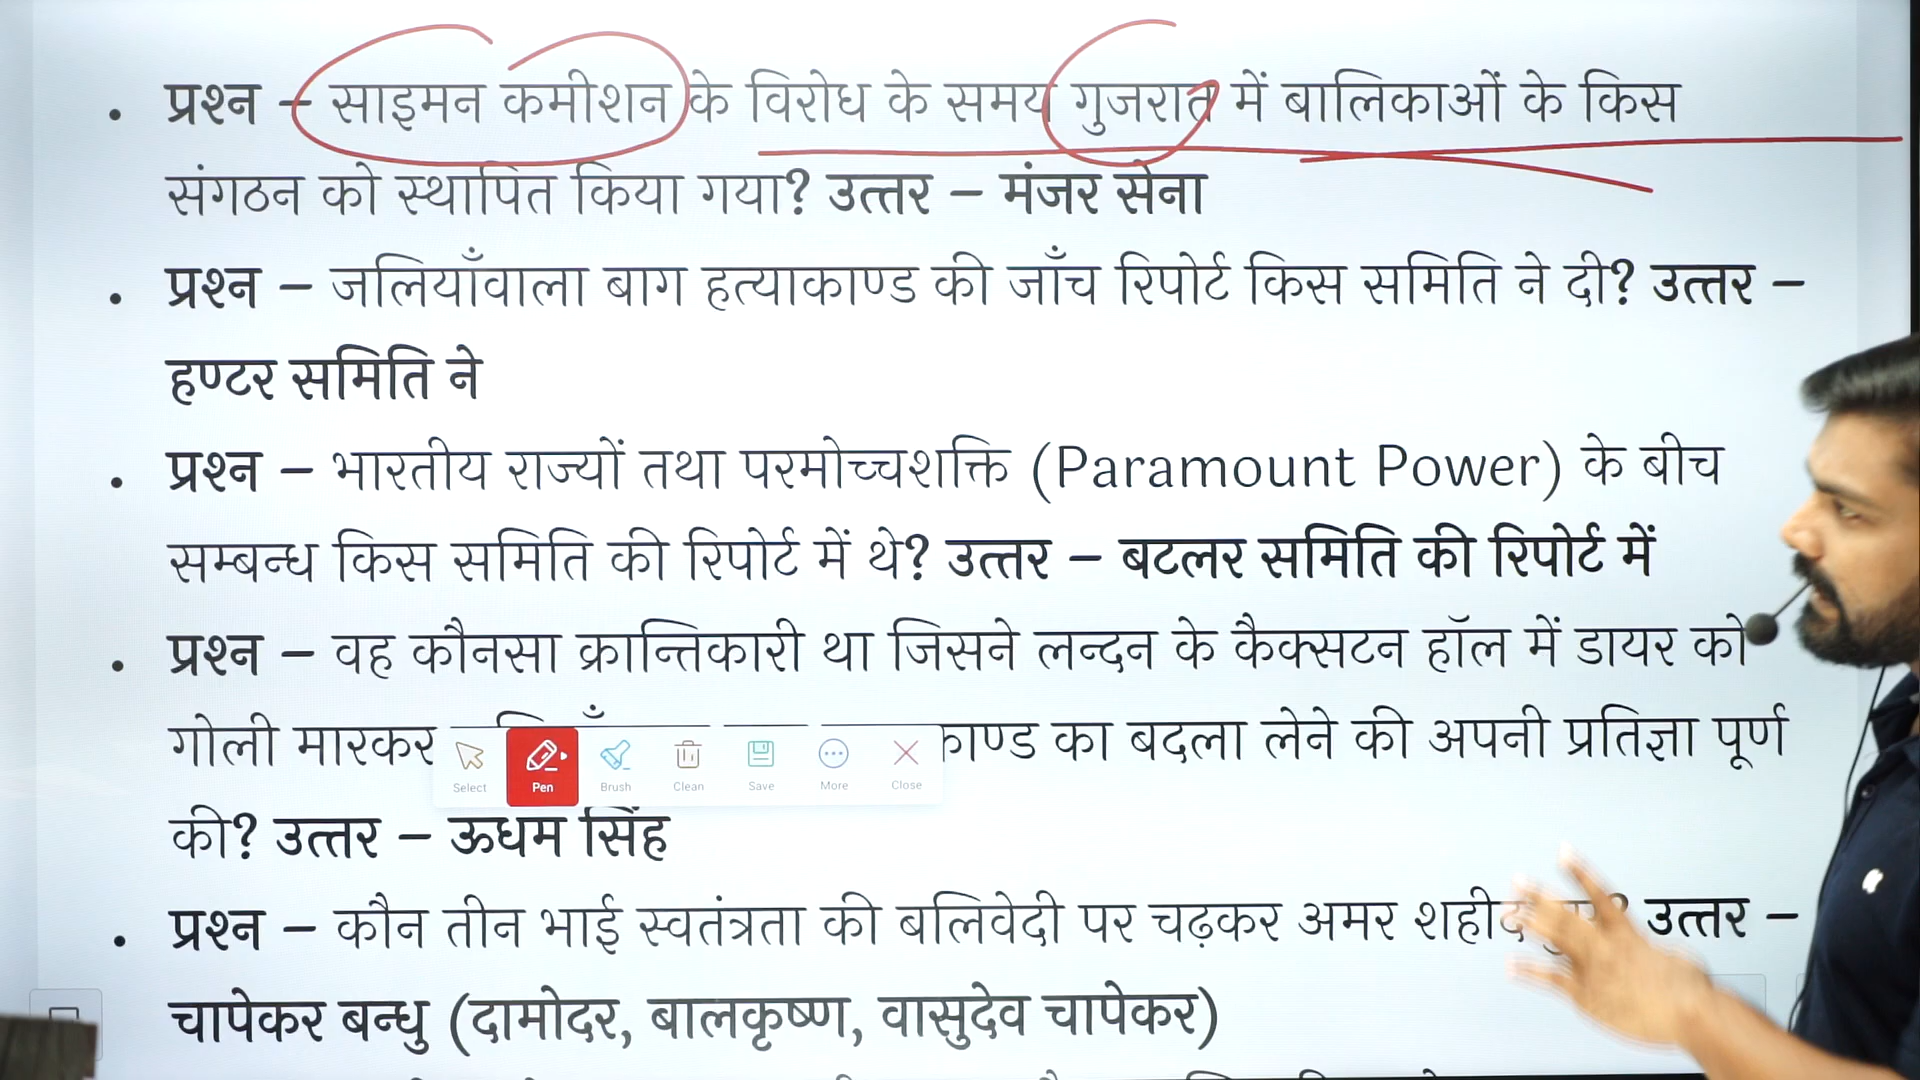 • प्रश्न – साइमन कमीशन के विरोध के समय गुजरात में बालिकाओं के किस
संगठन को स्थापित किया गया? उत्तर – मंजर सेना
• प्रश्न – जलियाँवाला बाग हत्याकाण्ड की जाँच रिपोर्ट किस समिति ने दी? उत्तर –
हण्टर समिति ने
• प्रश्न – भारतीय राज्यों तथा परमोच्चशक्ति (Paramount Power) के बीच
सम्बन्ध किस समिति की रिपोर्ट में थे? उत्तर – बटलर समिति की रिपोर्ट में
• प्रश्न – वह कौनसा क्रान्तिकारी था जिसने लन्दन के कैक्सटन हॉल में डायर को
गोली मारकर काण्ड का बदला लेने की अपनी प्रतिज्ञा पूर्ण
Select Pen Brush Clean Save More Close
की? उत्तर – ऊधम सिंह
• प्रश्न – कौन तीन भाई स्वतंत्रता की बलिवेदी पर चढ़कर अमर शहीद उत्तर –
चापेकर बन्धु (दामोदर, बालकृष्ण, वासुदेव चापेकर)